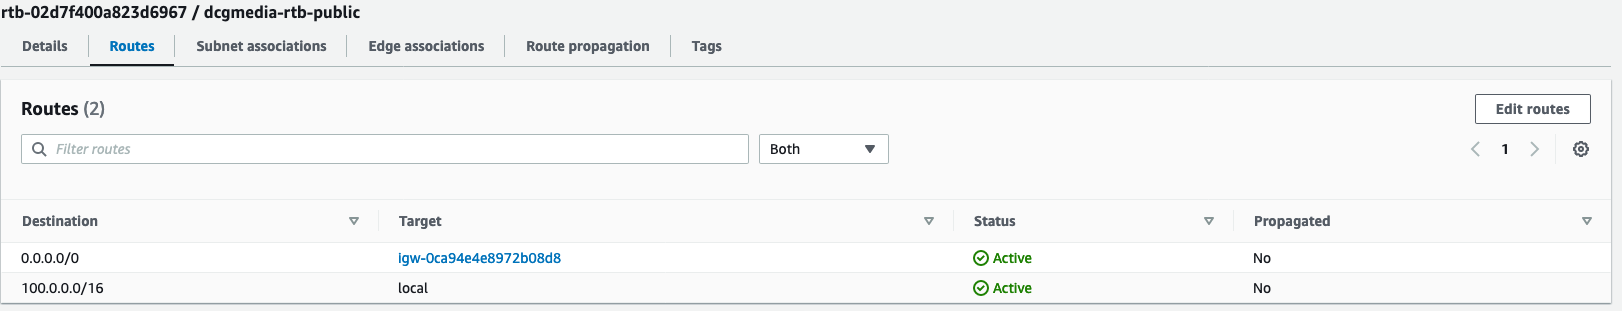 rtb-02d7f400a823d6967 / dcgmedia-rtb-public
Details Routes Subnet associations Edge associations Route propagation Tags
Routes (2) Edit routes
Filter routes Both 1
Destination Target Status Propagated
0.0.0.0/0 igw-0ca94e4e8972b08d8 Active No
100.0.0.0/16 local Active No